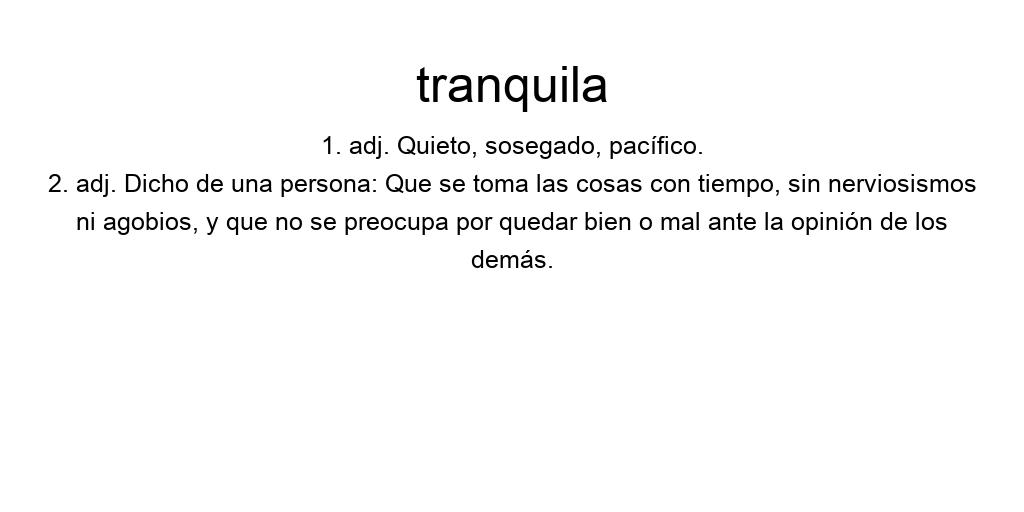 tranquila
1. adj. Quieto, sosegado, pacífico.
2. adj. Dicho de una persona: Que se toma las cosas con tiempo, sin nerviosismos
ni agobios, y que no se preocupa por quedar bien o mal ante la opinión de los
demás.